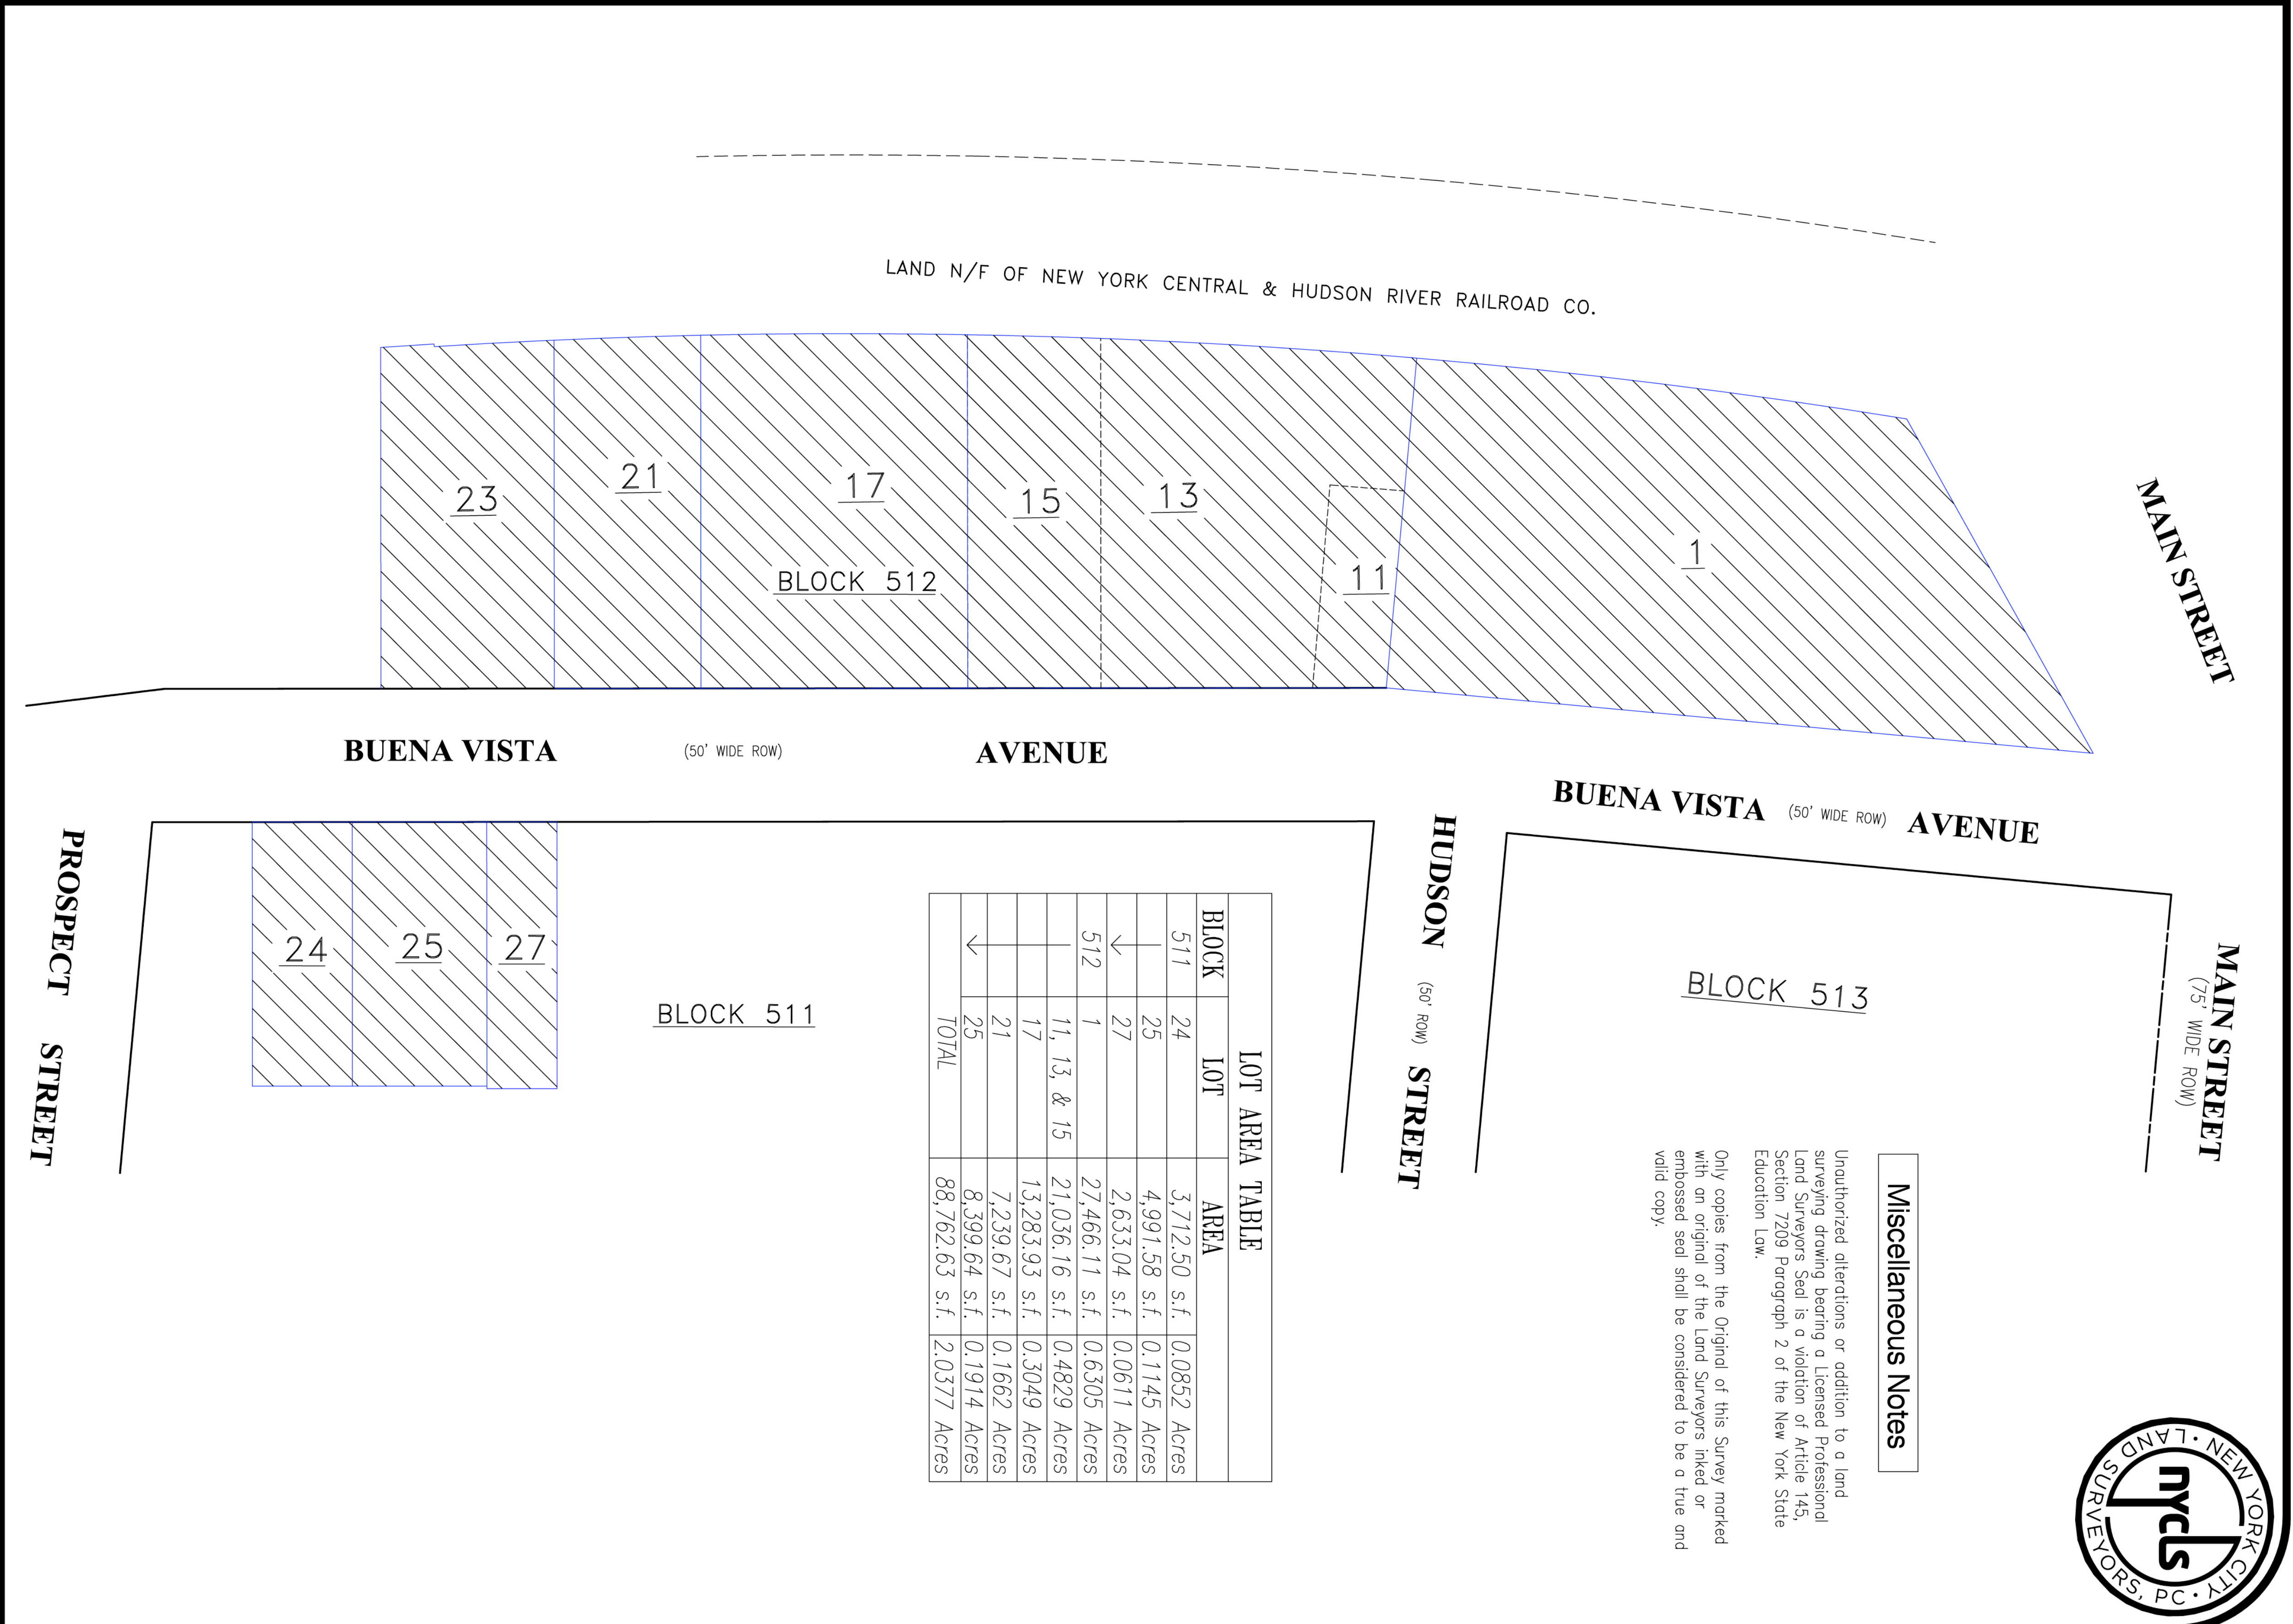 LAND N/F OF NEW YORK CENTRAL & HUDSON RIVER RAILROAD CO.
MAIN STREET
23
21
17
15
13
11
1
BLOCK 512
BUENA VISTA (50' WIDE ROW) AVENUE
BUENA VISTA (50' WIDE ROW) AVENUE
PROSPECT STREET
HUDSON (50' ROW) STREET
MAIN STREET
(75' WIDE ROW)
24
25
27
BLOCK 511
BLOCK 513
LOT AREA TABLE
BLOCK LOT AREA
511 24 3,712.50 s.f. 0.0852 Acres
25 4,991.58 s.f. 0.1145 Acres
27 2,633.04 s.f. 0.0611 Acres
512 1 27,466.11 s.f. 0.6305 Acres
11, 13, & 15 21,036.16 s.f. 0.4829 Acres
17 13,283.93 s.f. 0.3049 Acres
21 7,239.67 s.f. 0.1662 Acres
25 8,399.64 s.f. 0.1914 Acres
TOTAL 88,762.63 s.f. 2.0377 Acres
Miscellaneous Notes
Unauthorized alterations or addition to a land
surveying drawing bearing a Licensed Professional
Land Surveyors Seal is a violation of Article 145,
Section 7209 Paragraph 2 of the New York State
Education Law.
Only copies from the Original of this Survey marked
with an original of the Land Surveyors inked or
embossed seal shall be considered to be a true and
valid copy.
NEW YORK CITY • LAND SURVEYORS, PC •
nycls